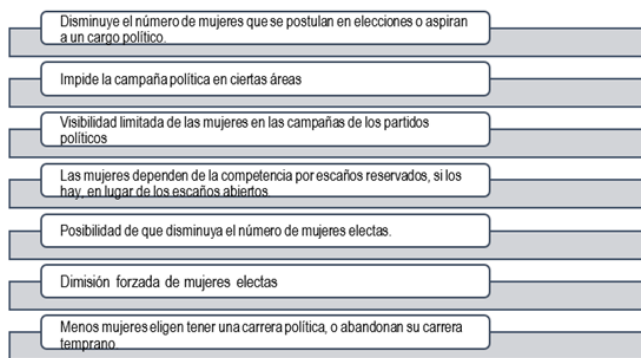 Disminuye el número de mujeres que se postulan en elecciones o aspiran
a un cargo político.
Impide la campaña política en ciertas áreas
Visibilidad limitada de las mujeres en las campañas de los partidos
políticos
Las mujeres dependen de la competencia por escaños reservados, si los
hay, en lugar de los escaños abiertos.
Posibilidad de que disminuya el número de mujeres electas.
Dimisión forzada de mujeres electas
Menos mujeres eligen tener una carrera política, o abandonan su carrera
temprano.